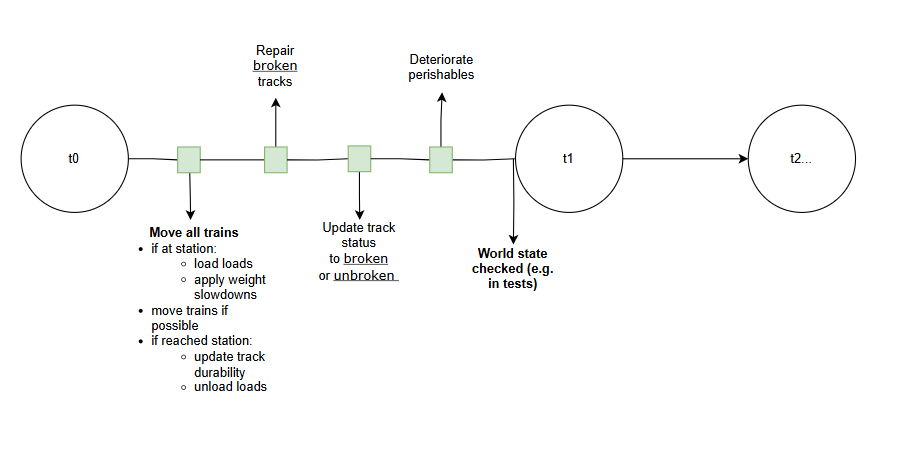 Repair
broken
tracks
Deteriorate
perishables
t0
t1
t2...
Move all trains
• if at station:
○ load loads
○ apply weight
slowdowns
• move trains if
possible
• if reached station:
○ update track
durability
○ unload loads
Update track
status
to broken
or unbroken
World state
checked (e.g.
in tests)